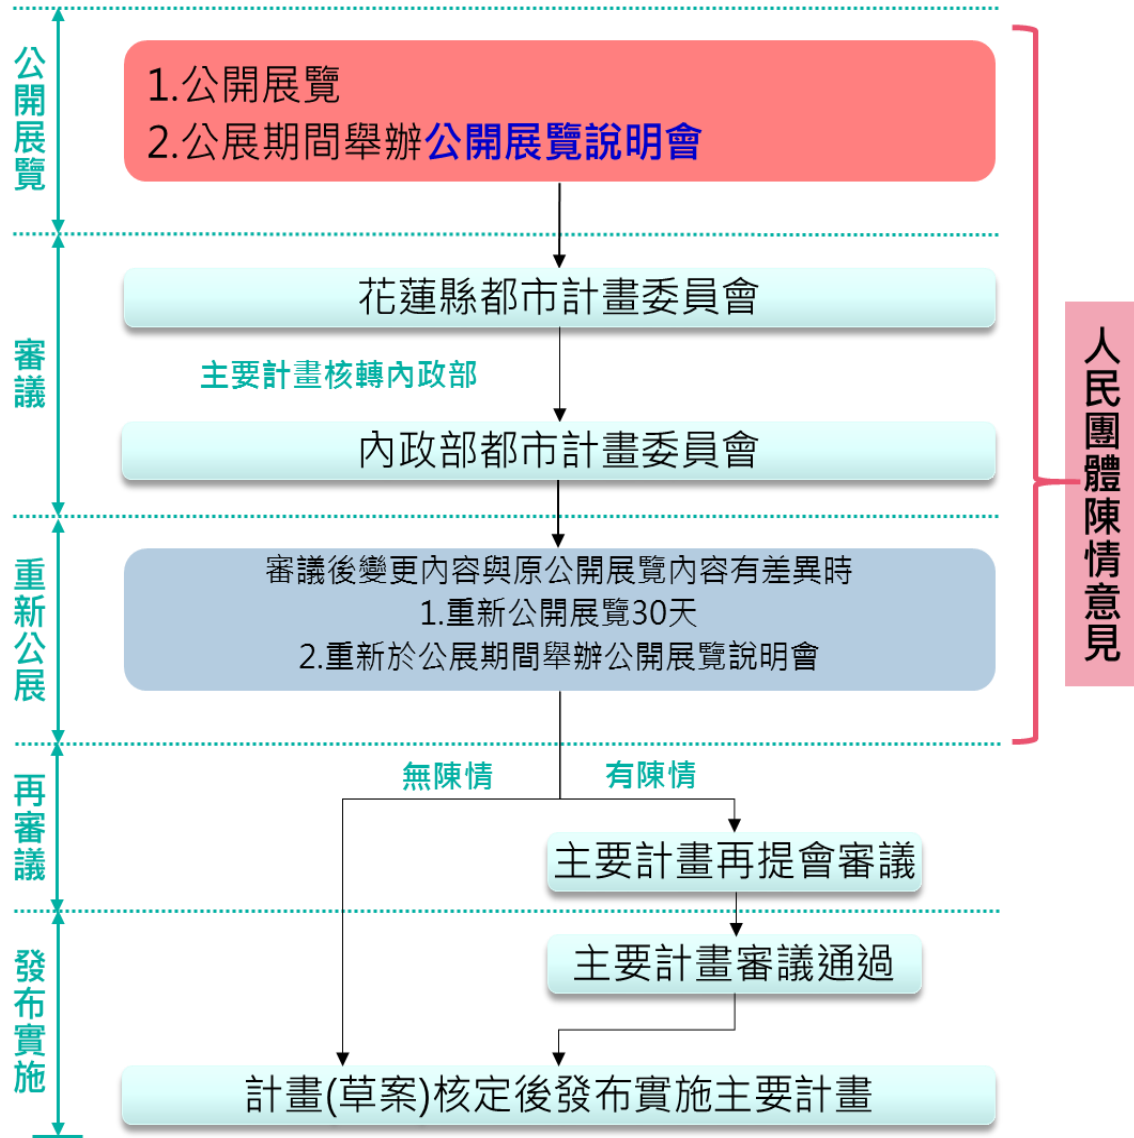 公開展覽
1.公開展覽
2.公展期間舉辦公開展覽說明會
審議
花蓮縣都市計畫委員會
主要計畫核轉內政部
內政部都市計畫委員會
人民團體陳情意見
重新公展
審議後變更內容與原公開展覽內容有差異時
1.重新公開展覽30天
2.重新於公展期間舉辦公開展覽說明會
再審議
無陳情
有陳情
主要計畫再提會審議
發布實施
主要計畫審議通過
計畫(草案)核定後發布實施主要計畫